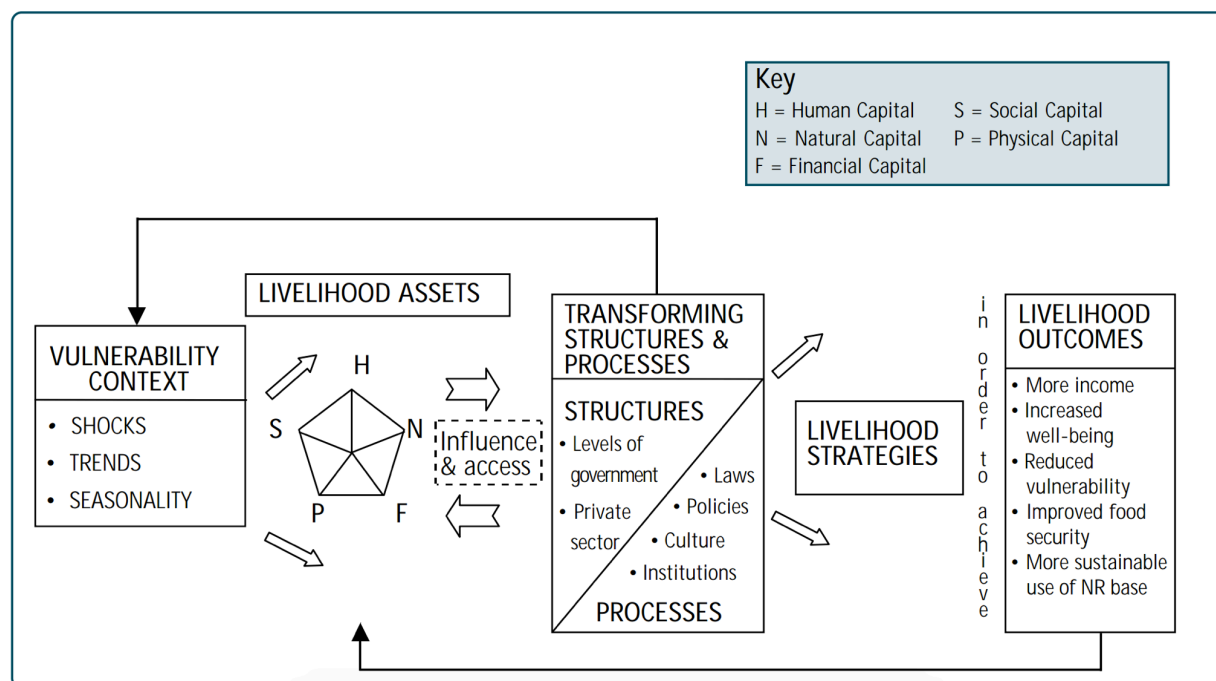 Key
H = Human Capital
S = Social Capital
N = Natural Capital
P = Physical Capital
F = Financial Capital
LIVELIHOOD ASSETS
VULNERABILITY
CONTEXT
• SHOCKS
• TRENDS
• SEASONALITY
H
S
N
P
F
Influence
& access
TRANSFORMING
STRUCTURES &
PROCESSES
STRUCTURES
• Levels of
government
• Private
sector
• Laws
• Policies
• Culture
• Institutions
PROCESSES
LIVELIHOOD
STRATEGIES
in order to achieve
LIVELIHOOD
OUTCOMES
• More income
• Increased
well-being
• Reduced
vulnerability
• Improved food
security
• More sustainable
use of NR base